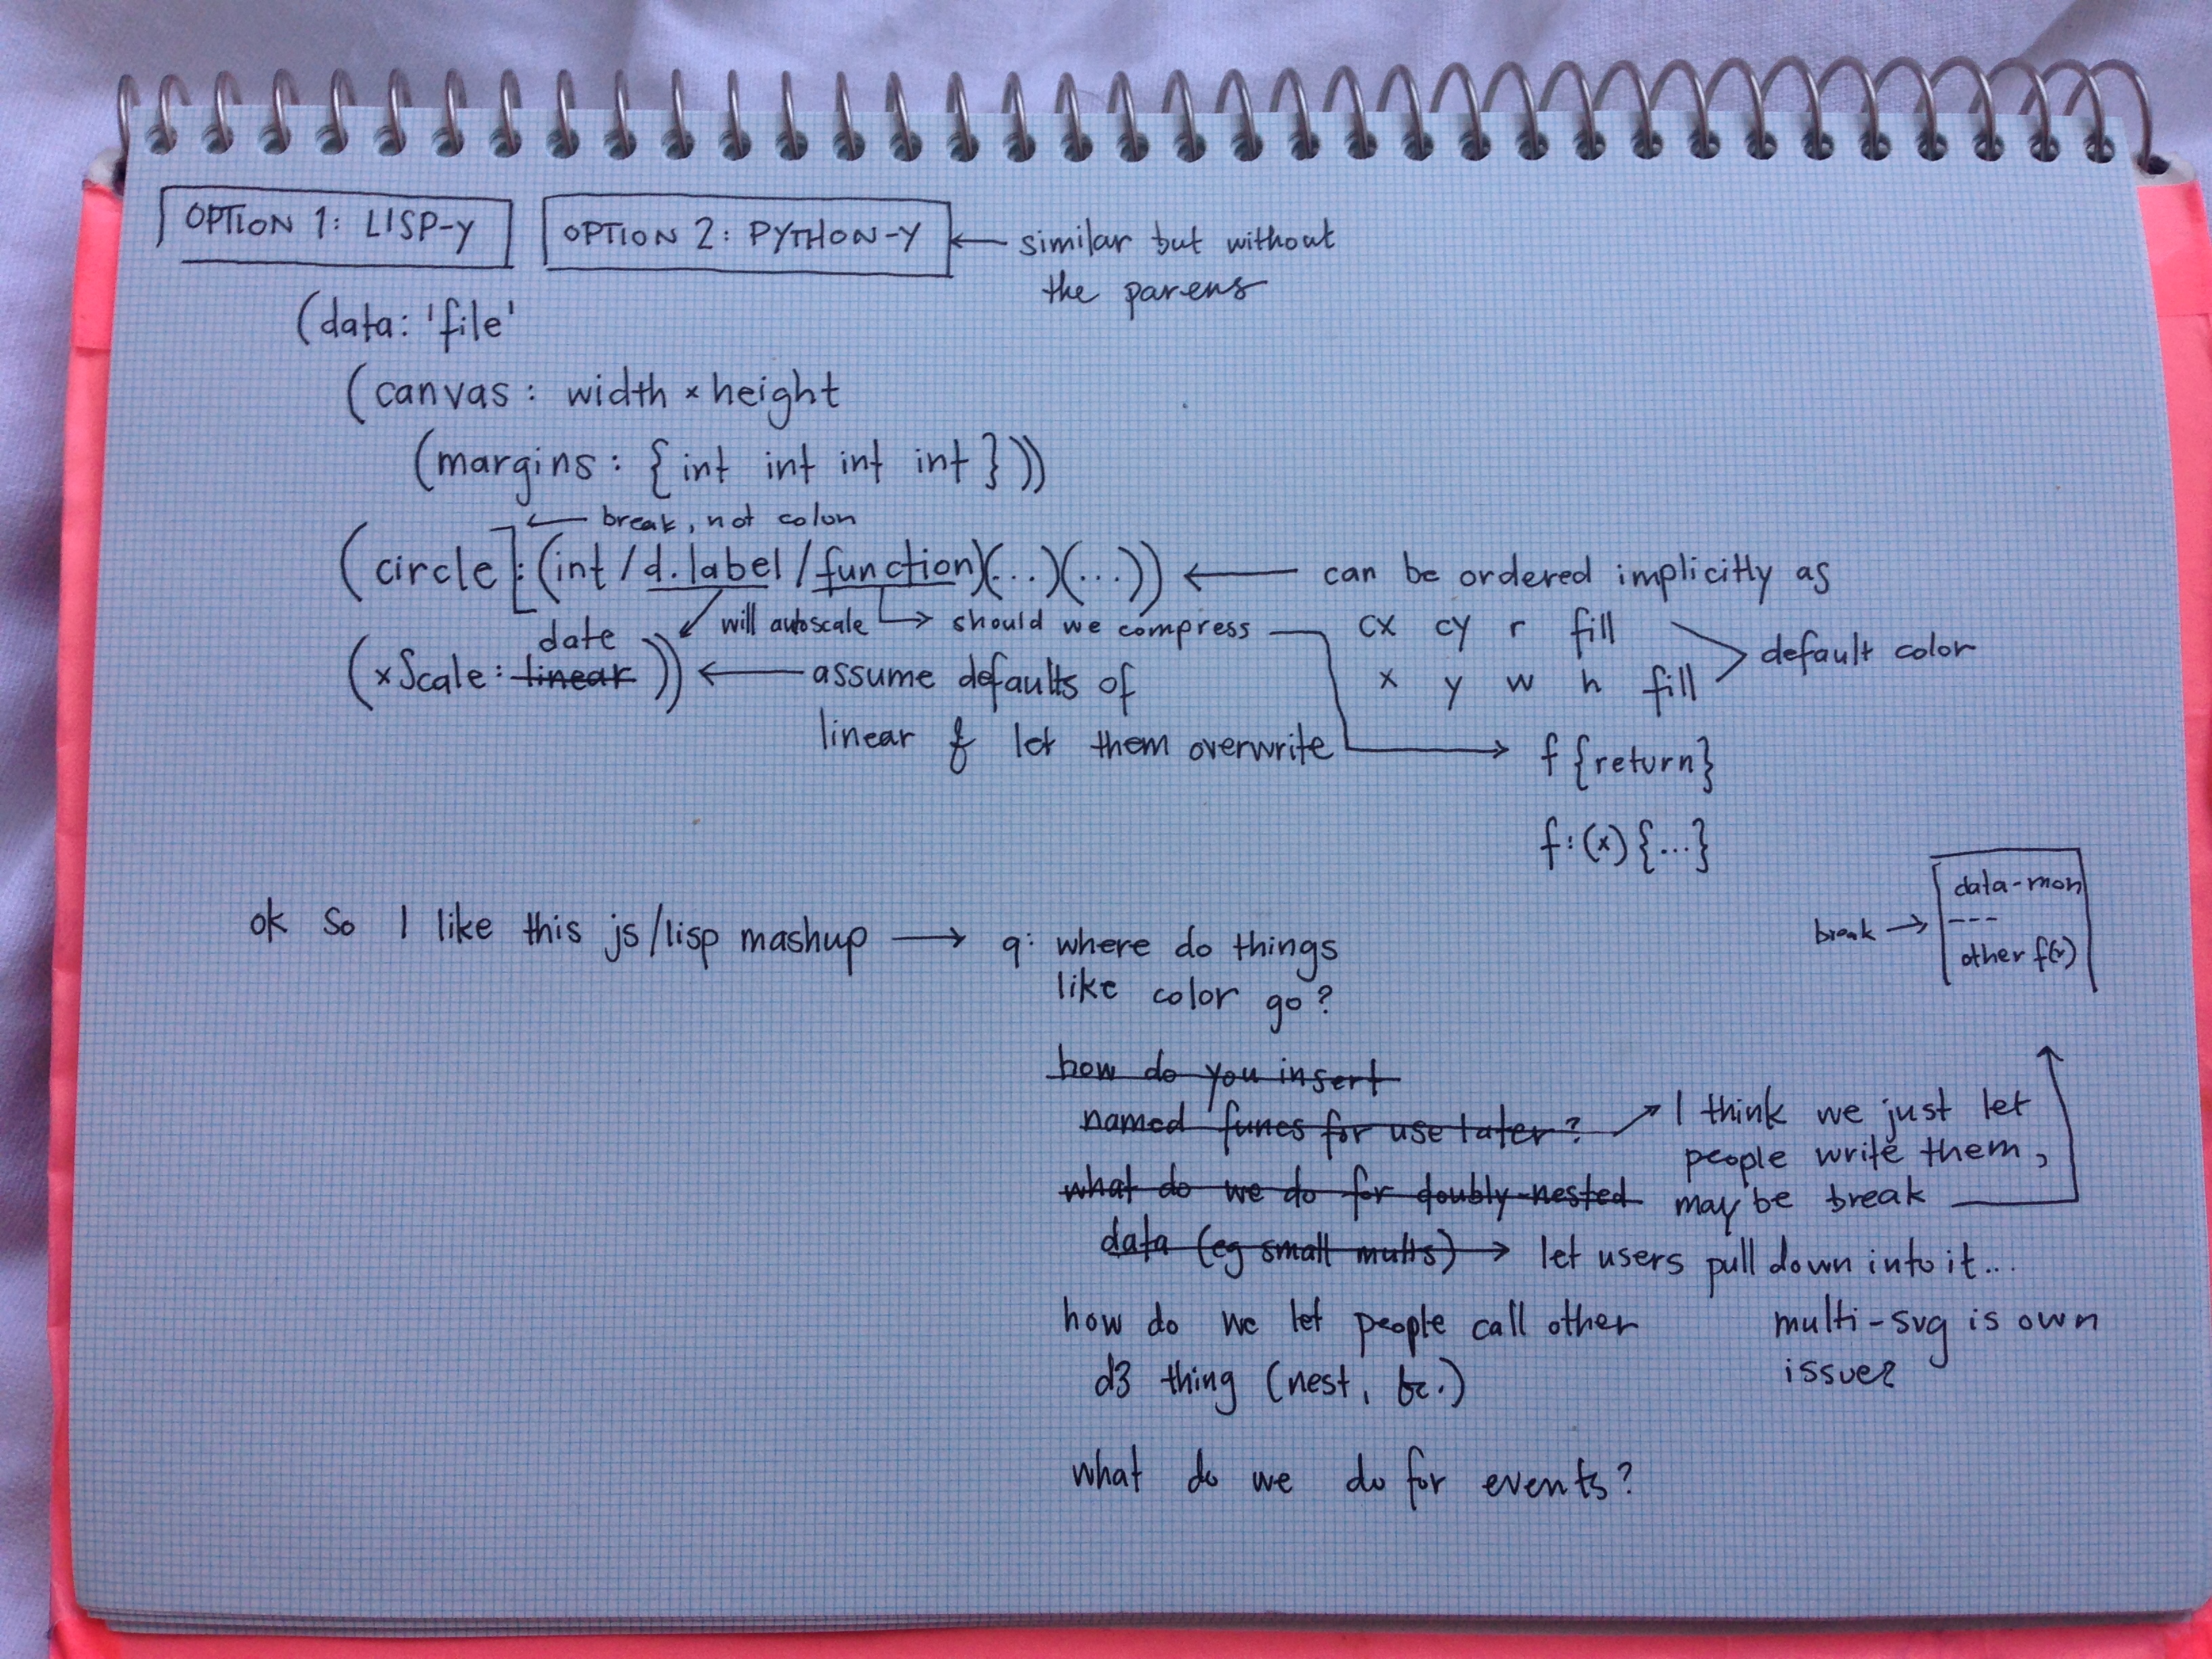 OPTION 1: LISP-Y
OPTION 2: PYTHON-Y
similar but without
the parens
(data: 'file'
(canvas: width × height
(margins: {int int int int}))
break, not colon
(circle[:(int/d.label/function)(...)(...))
can be ordered implicitly as
cx cy r fill
x y w h fill
default color
will autoscale
should we compress
date
(xScale: linear))
assume defaults of
linear & let them overwrite
f {return}
f:(x){...}
ok so I like this js/lisp mashup
q: where do things
like color go?
break
data-mon
---
other f(x)
how do you insert
named funcs for use later?
I think we just let
people write them,
maybe break
what do we do for doubly-nested
data (eg small mults)
let users pull down into it...
multi-svg is own
issue
how do we let people call other
d3 thing (nest, &c.)
what do we do for events?